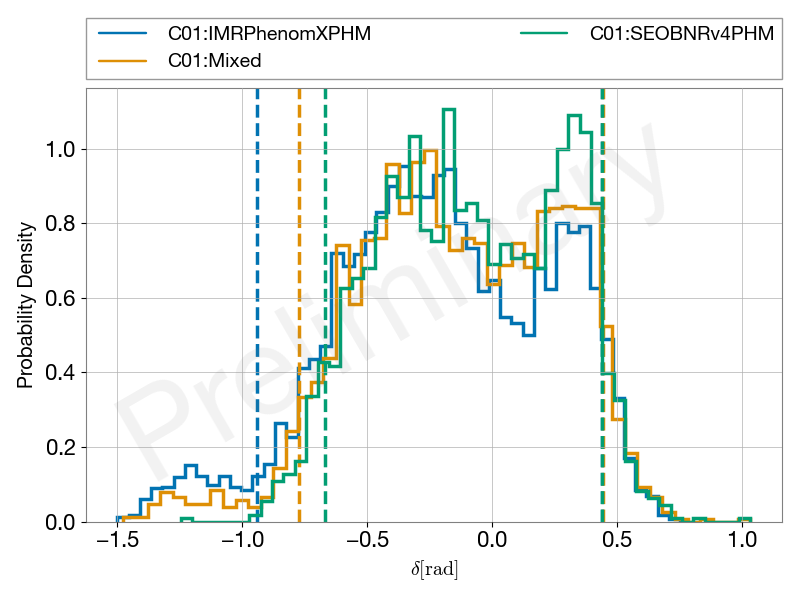 C01:IMRPhenomXPHM
C01:Mixed
C01:SEOBNRv4PHM
Preliminary
Probability Density
1.0
0.8
0.6
0.4
0.2
0.0
−1.5 −1.0 −0.5 0.0 0.5 1.0
δ[rad]